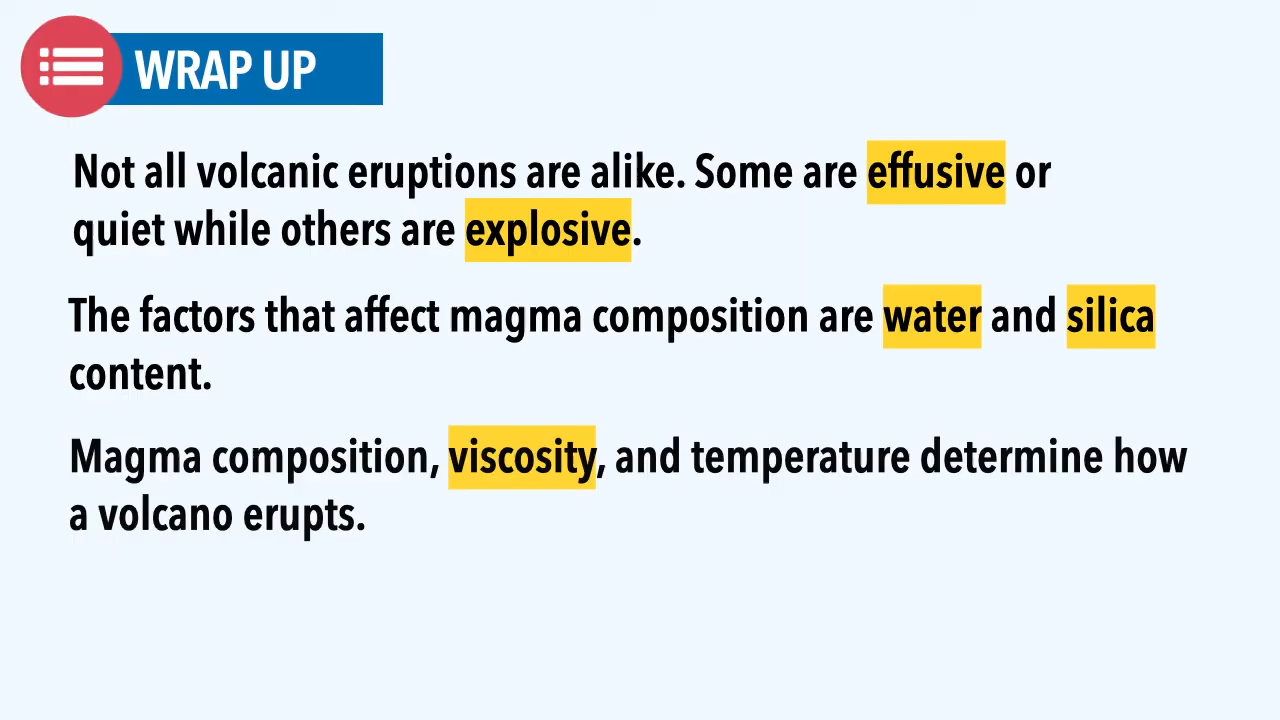 WRAP UP
Not all volcanic eruptions are alike. Some are effusive or
quiet while others are explosive.
The factors that affect magma composition are water and silica
content.
Magma composition, viscosity, and temperature determine how
a volcano erupts.